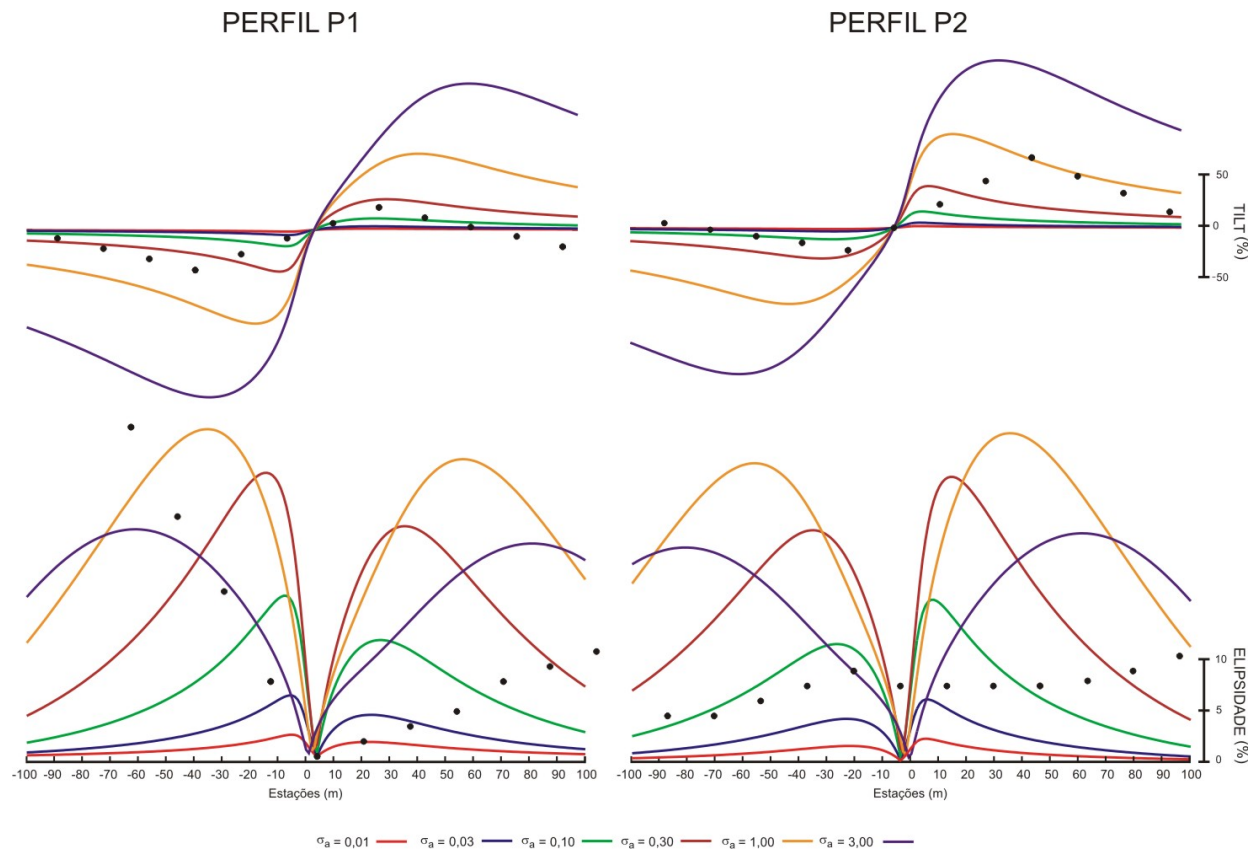 PERFIL P1
PERFIL P2
50
0
-50
TILT (%)
10
5
0
ELIPSIDADE (%)
-100 -90 -80 -70 -60 -50 -40 -30 -20 -10 0 10 20 30 40 50 60 70 80 90 100
Estações (m)
-100 -90 -80 -70 -60 -50 -40 -30 -20 -10 0 10 20 30 40 50 60 70 80 90 100
Estações (m)
σa = 0,01 σa = 0,03 σa = 0,10 σa = 0,30 σa = 1,00 σa = 3,00